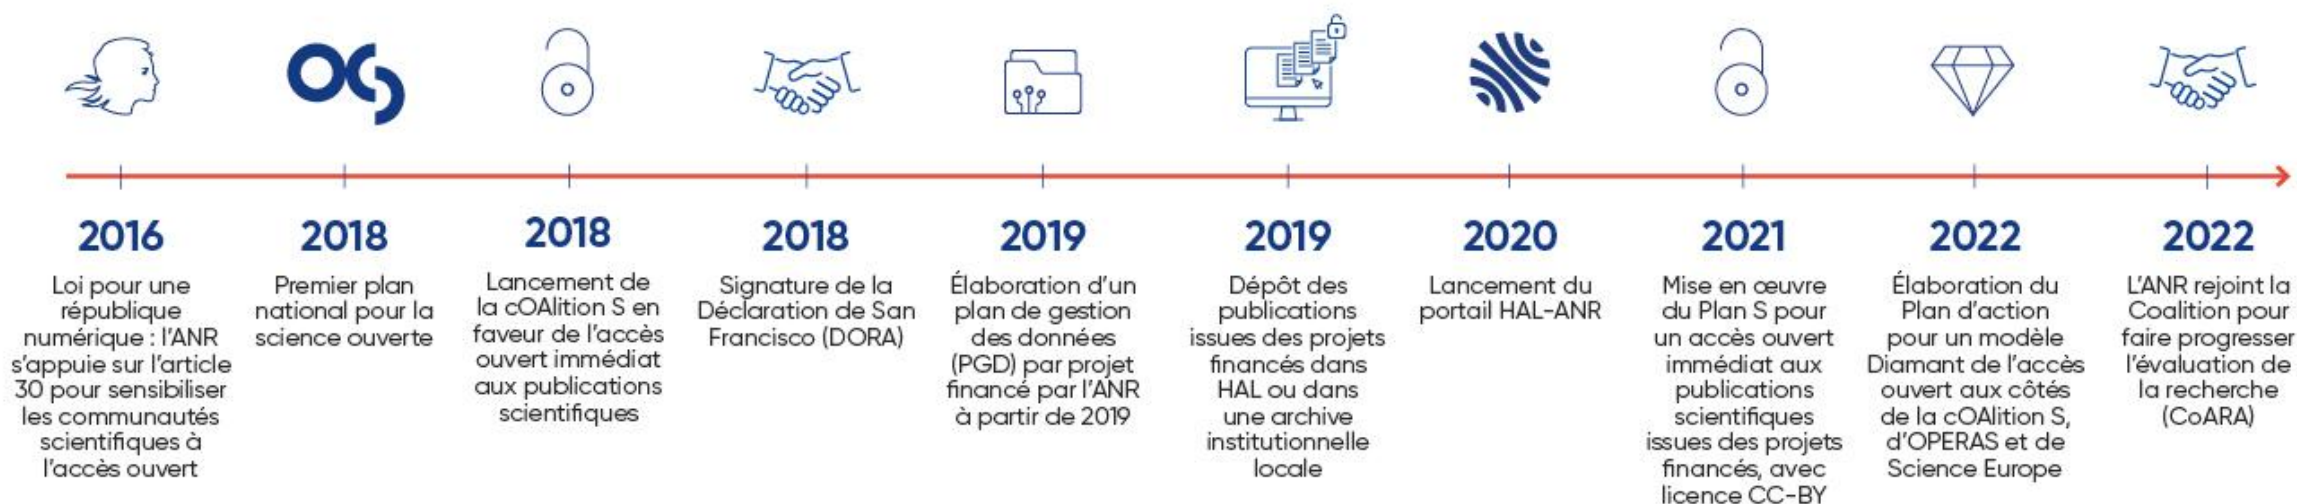 2016
Loi pour une
république
numérique : l'ANR
s'appuie sur l'article
30 pour sensibiliser
les communautés
scientifiques à
l'accès ouvert
2018
Premier plan
national pour la
science ouverte
2018
Lancement de
la cOAlition S en
faveur de l'accès
ouvert immédiat
aux publications
scientifiques
2018
Signature de la
Déclaration de San
Francisco (DORA)
2019
Élaboration d'un
plan de gestion
des données
(PGD) par projet
financé par l'ANR
à partir de 2019
2019
Dépôt des
publications
issues des projets
financés dans
HAL ou dans
une archive
institutionnelle
locale
2020
Lancement du
portail HAL-ANR
2021
Mise en œuvre
du Plan S pour
un accès ouvert
immédiat aux
publications
scientifiques
issues des projets
financés, avec
licence CC-BY
2022
Élaboration du
Plan d'action
pour un modèle
Diamant de l'accès
ouvert aux côtés
de la cOAlition S,
d'OPERAS et de
Science Europe
2022
L'ANR rejoint la
Coalition pour
faire progresser
l'évaluation de
la recherche
(CoARA)